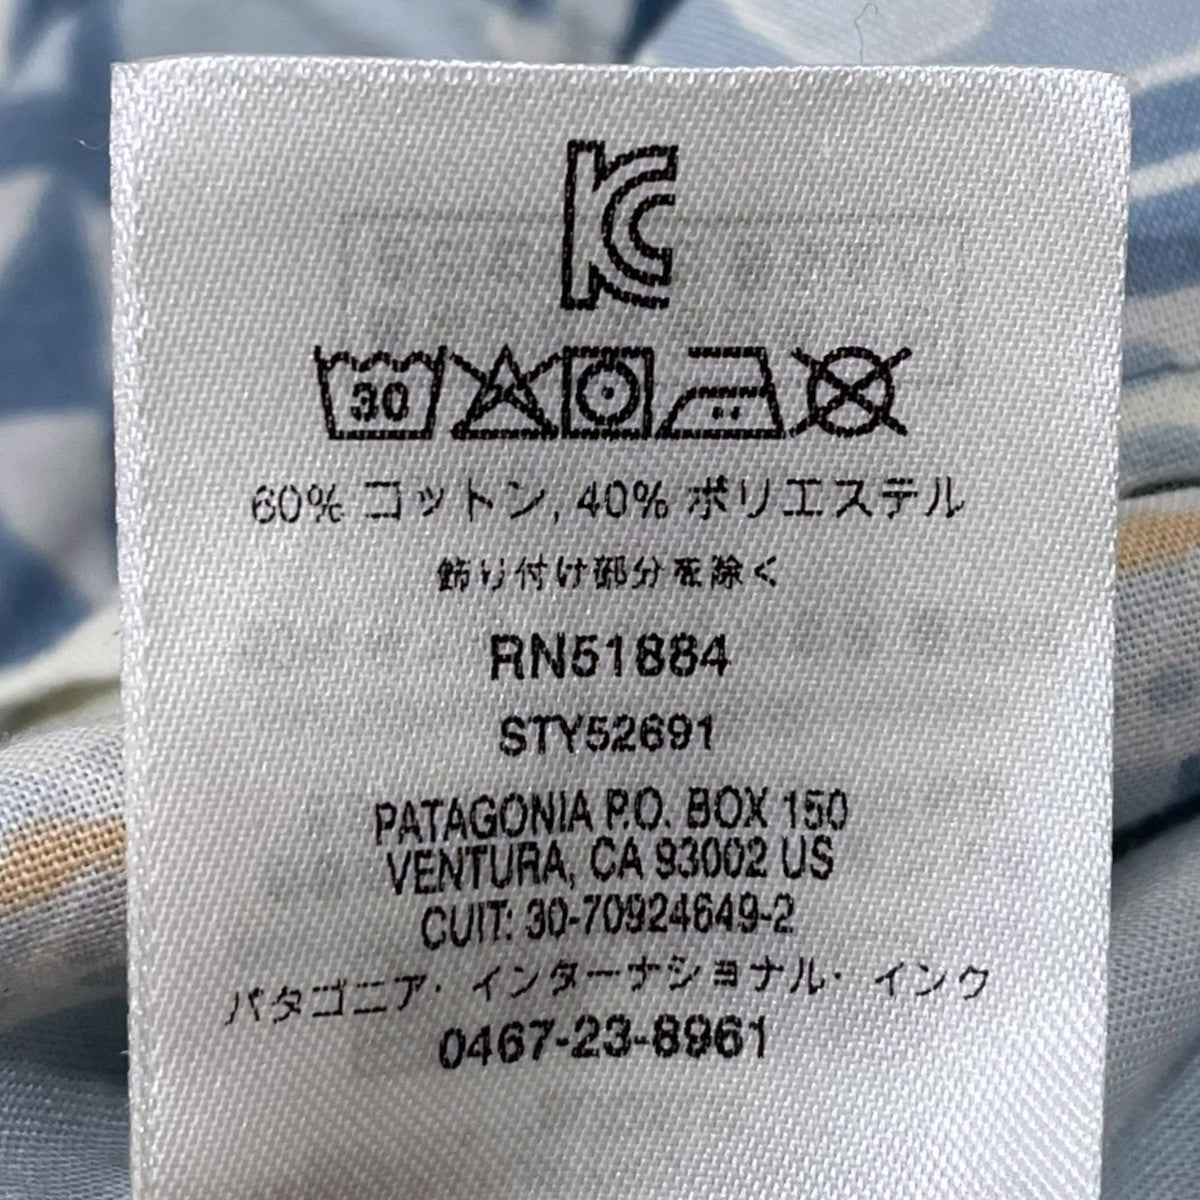 KC
30
60% コットン, 40% ポリエステル
飾り付け部分を除く
RN51884
STY52691
PATAGONIA P.O. BOX 150
VENTURA, CA 93002 US
CUIT: 30-70924649-2
パタゴニア・インターナショナル・インク
0467-23-8961